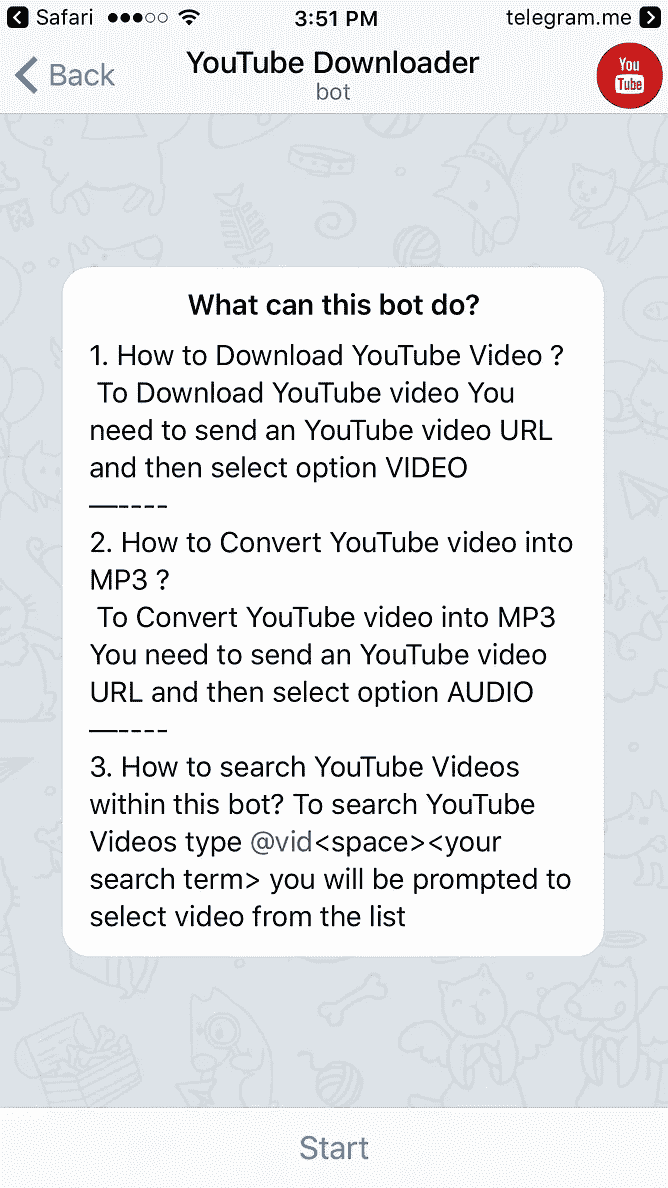 Safari 3:51 PM telegram.me
Back YouTube Downloader
bot
You
Tube
What can this bot do?
1. How to Download YouTube Video ?
To Download YouTube video You
need to send an YouTube video URL
and then select option VIDEO
—-----
2. How to Convert YouTube video into
MP3 ?
To Convert YouTube video into MP3
You need to send an YouTube video
URL and then select option AUDIO
—-----
3. How to search YouTube Videos
within this bot? To search YouTube
Videos type @vid<space><your
search term> you will be prompted to
select video from the list
Start